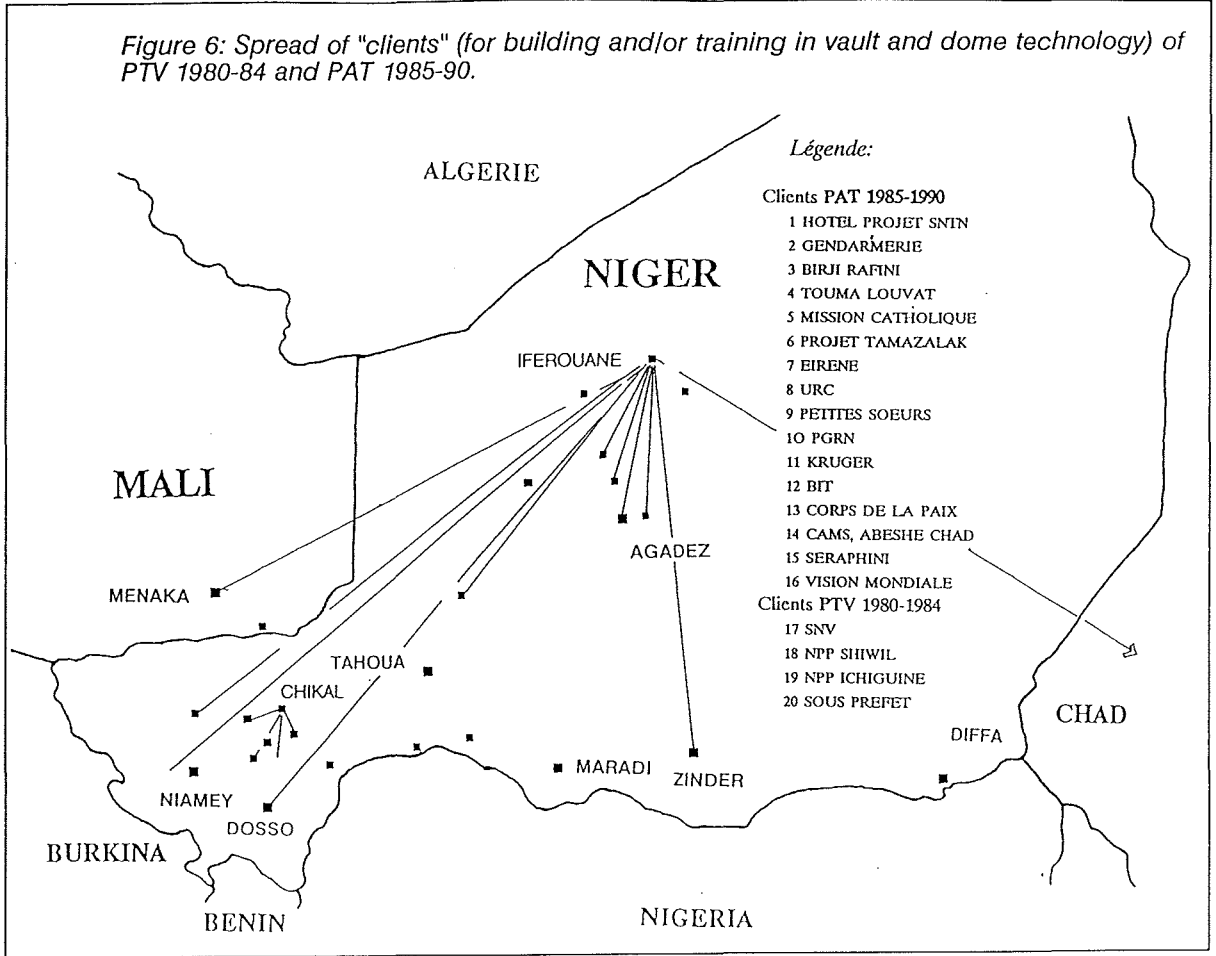 Figure 6: Spread of "clients" (for building and/or training in vault and dome technology) of
PTV 1980-84 and PAT 1985-90.
ALGERIE
NIGER
IFEROUANE
MALI
AGADEZ
MENAKA
TAHOUA
CHIKAL
NIAMEY
DOSSO
MARADI
ZINDER
DIFFA
CHAD
BURKINA
BENIN
NIGERIA
Légende:
Clients PAT 1985-1990
1 HOTEL PROJET SNTN
2 GENDARMERIE
3 BIRJI RAFINI
4 TOUMA LOUVAT
5 MISSION CATHOLIQUE
6 PROJET TAMAZALAK
7 EIRENE
8 URC
9 PETITES SOEURS
10 PGRN
11 KRUGER
12 BIT
13 CORPS DE LA PAIX
14 CAMS, ABESHE CHAD
15 SERAPHINI
16 VISION MONDIALE
Clients PTV 1980-1984
17 SNV
18 NPP SHIWIL
19 NPP ICHIGUINE
20 SOUS PREFET